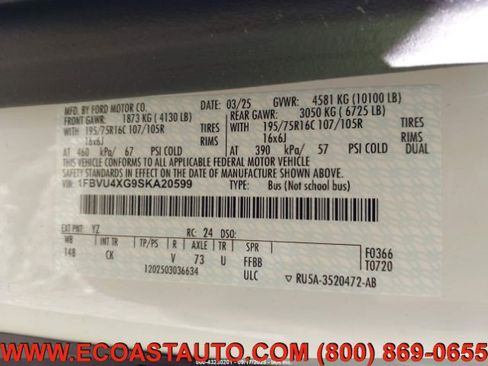 MFD. BY FORD MOTOR CO.
03/25 GVWR: 4581 KG (10100 LB)
FRONT GAWR: 1873 KG ( 4130 LB) REAR GAWR: 3050 KG ( 6725 LB)
WITH 195/75R16C 107/105R TIRES WITH 195/75R16C 107/105R TIRES
16x6J RIMS 16x6J RIMS
AT 460 kPa/ 67 PSI COLD AT 390 kPa/ 57 PSI COLD DUAL
THIS VEHICLE CONFORMS TO ALL APPLICABLE FEDERAL MOTOR VEHICLE
SAFETY STANDARDS IN EFFECT ON THE DATE OF MANUFACTURE SHOWN ABOVE.
VIN: 1FBVU4XG9SKA20599 TYPE: Bus (Not school bus)
EXT PNT: YZ RC: 24 DSO:
WB INT TR TP/PS R AXLE TR SPR
148 CK V 73 U FFBB
F0366
T0720
1202503036634 ULC
RU5A-3520472-AB
WWW.ECOASTAUTO.COM (800) 869-0655